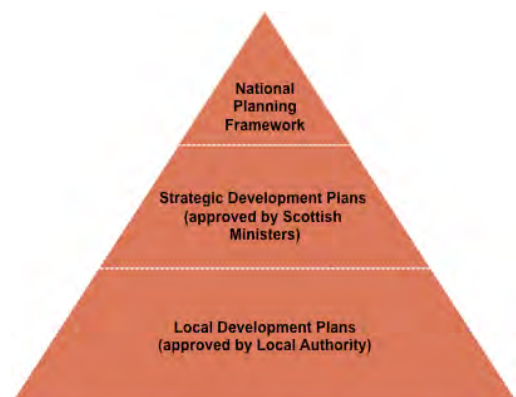 National
Planning
Framework
Strategic Development Plans
(approved by Scottish
Ministers)
Local Development Plans
(approved by Local Authority)